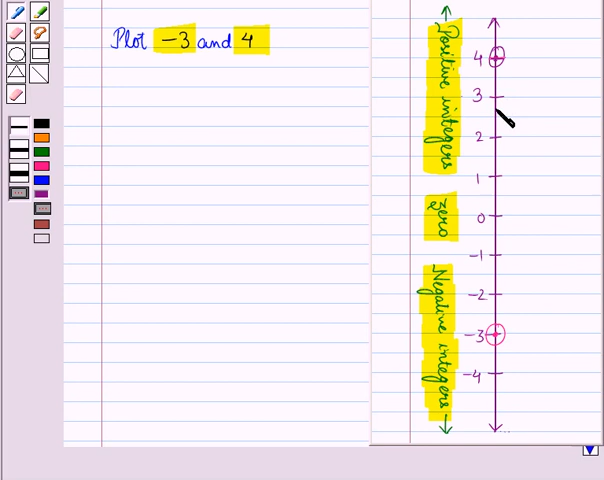 Plot -3 and 4
Positive integers
zero
Negative integers
4
3
2
1
0
-1
-2
-3
-4